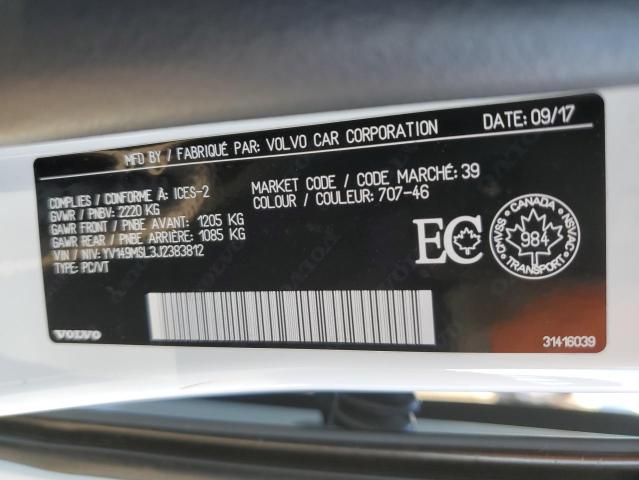 MFD BY / FABRIQUÉ PAR: VOLVO CAR CORPORATION DATE: 09/17
COMPLIES / CONFORME À: ICES-2
GVWR / PNBV: 2220 KG
GAWR FRONT / PNBE AVANT: 1205 KG
GAWR REAR / PNBE ARRIÈRE: 1085 KG
VIN / NIV: YV149MSL3J2383812
TYPE: PC/VT
MARKET CODE / CODE MARCHÉ: 39
COLOUR / COULEUR: 707-46
EC
CANADA
CMVSS NSVAC
984
TRANSPORT
VOLVO
31416039